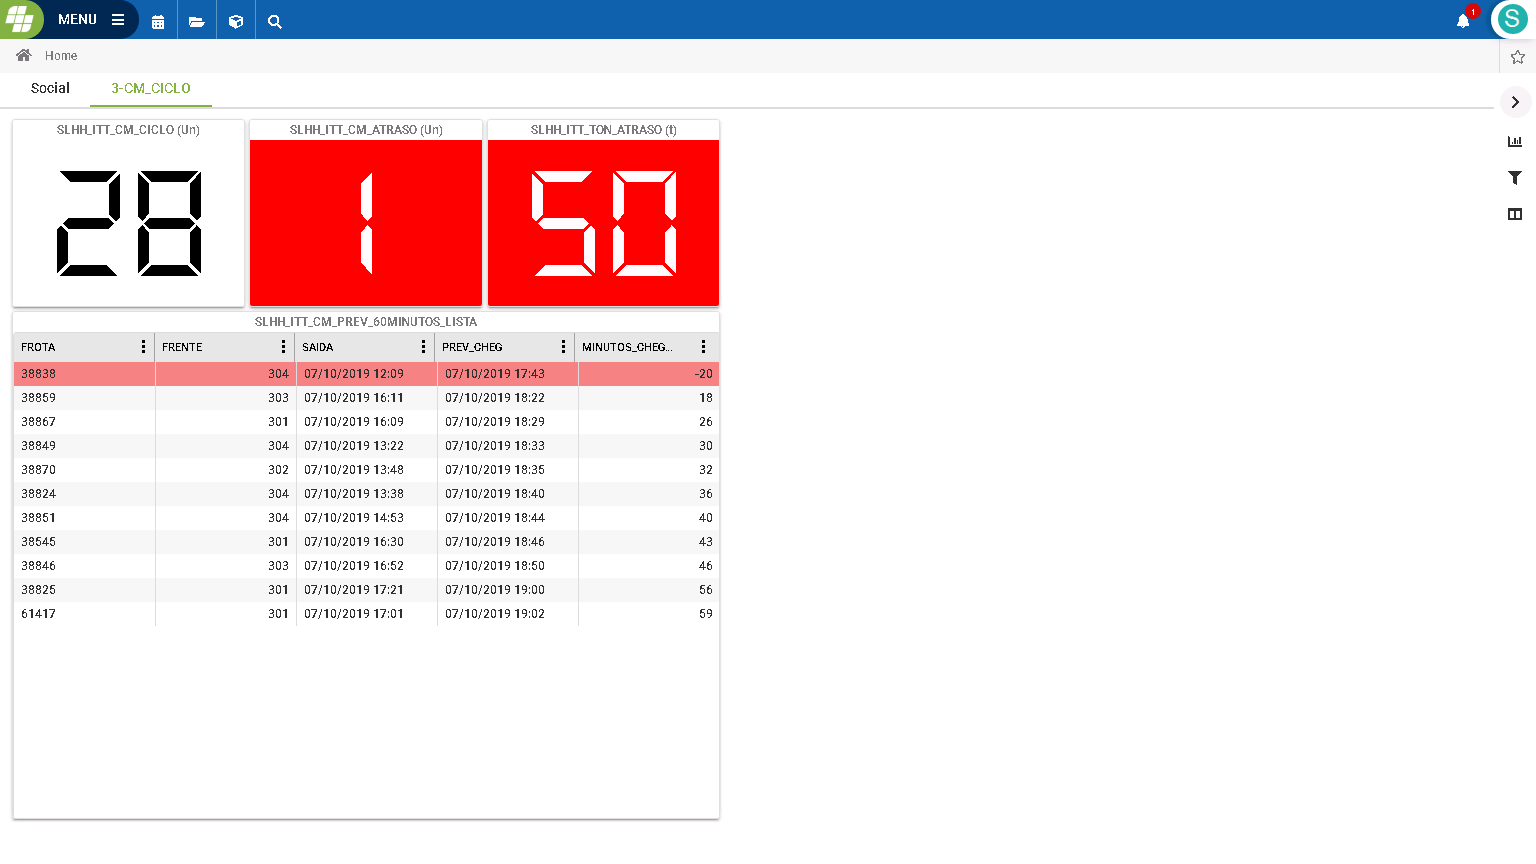 MENU
1
S
Home
Social
3-CM_CICLO
SLHH_ITT_CM_CICLO (Un)
SLHH_ITT_CM_ATRASO (Un)
SLHH_ITT_TON_ATRASO (t)
28
1
50
SLHH_ITT_CM_PREV_60MINUTOS_LISTA
FROTA FRENTE SAIDA PREV_CHEG MINUTOS_CHEG...
38838 304 07/10/2019 12:09 07/10/2019 17:43 -20
38859 303 07/10/2019 16:11 07/10/2019 18:22 18
38867 301 07/10/2019 16:09 07/10/2019 18:29 26
38849 304 07/10/2019 13:22 07/10/2019 18:33 30
38870 302 07/10/2019 13:48 07/10/2019 18:35 32
38824 304 07/10/2019 13:38 07/10/2019 18:40 36
38851 304 07/10/2019 14:53 07/10/2019 18:44 40
38545 301 07/10/2019 16:30 07/10/2019 18:46 43
38846 303 07/10/2019 16:52 07/10/2019 18:50 46
38825 301 07/10/2019 17:21 07/10/2019 19:00 56
61417 301 07/10/2019 17:01 07/10/2019 19:02 59